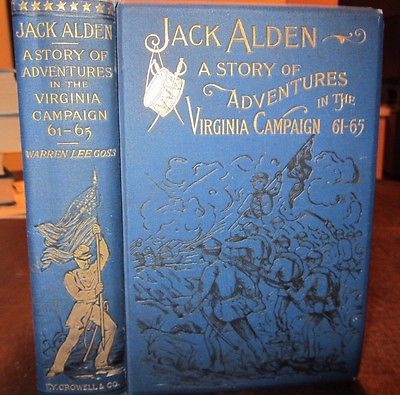 JACK ALDEN
A STORY OF
ADVENTURES
IN THE
VIRGINIA
CAMPAIGN
61-65
WARREN LEE GOSS
T.Y. CROWELL & CO.
JACK ALDEN
A STORY OF
ADVENTURES
IN THE
VIRGINIA CAMPAIGN 61-65